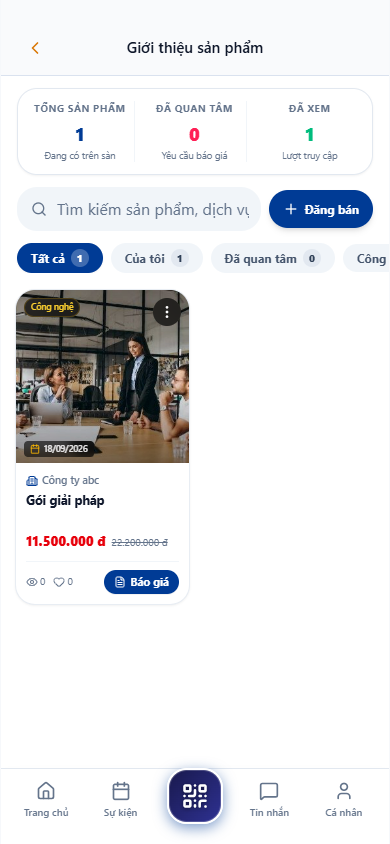 Giới thiệu sản phẩm
TỔNG SẢN PHẨM
1
Đang có trên sàn
ĐÃ QUAN TÂM
0
Yêu cầu báo giá
ĐÃ XEM
1
Lượt truy cập
Tìm kiếm sản phẩm, dịch vụ
+ Đăng bán
Tất cả 1
Của tôi 1
Đã quan tâm 0
Công
Công nghệ
18/09/2026
Công ty abc
Gói giải pháp
11.500.000 đ 22.200.000 đ
0 0
Báo giá
Trang chủ
Sự kiện
Tin nhắn
Cá nhân